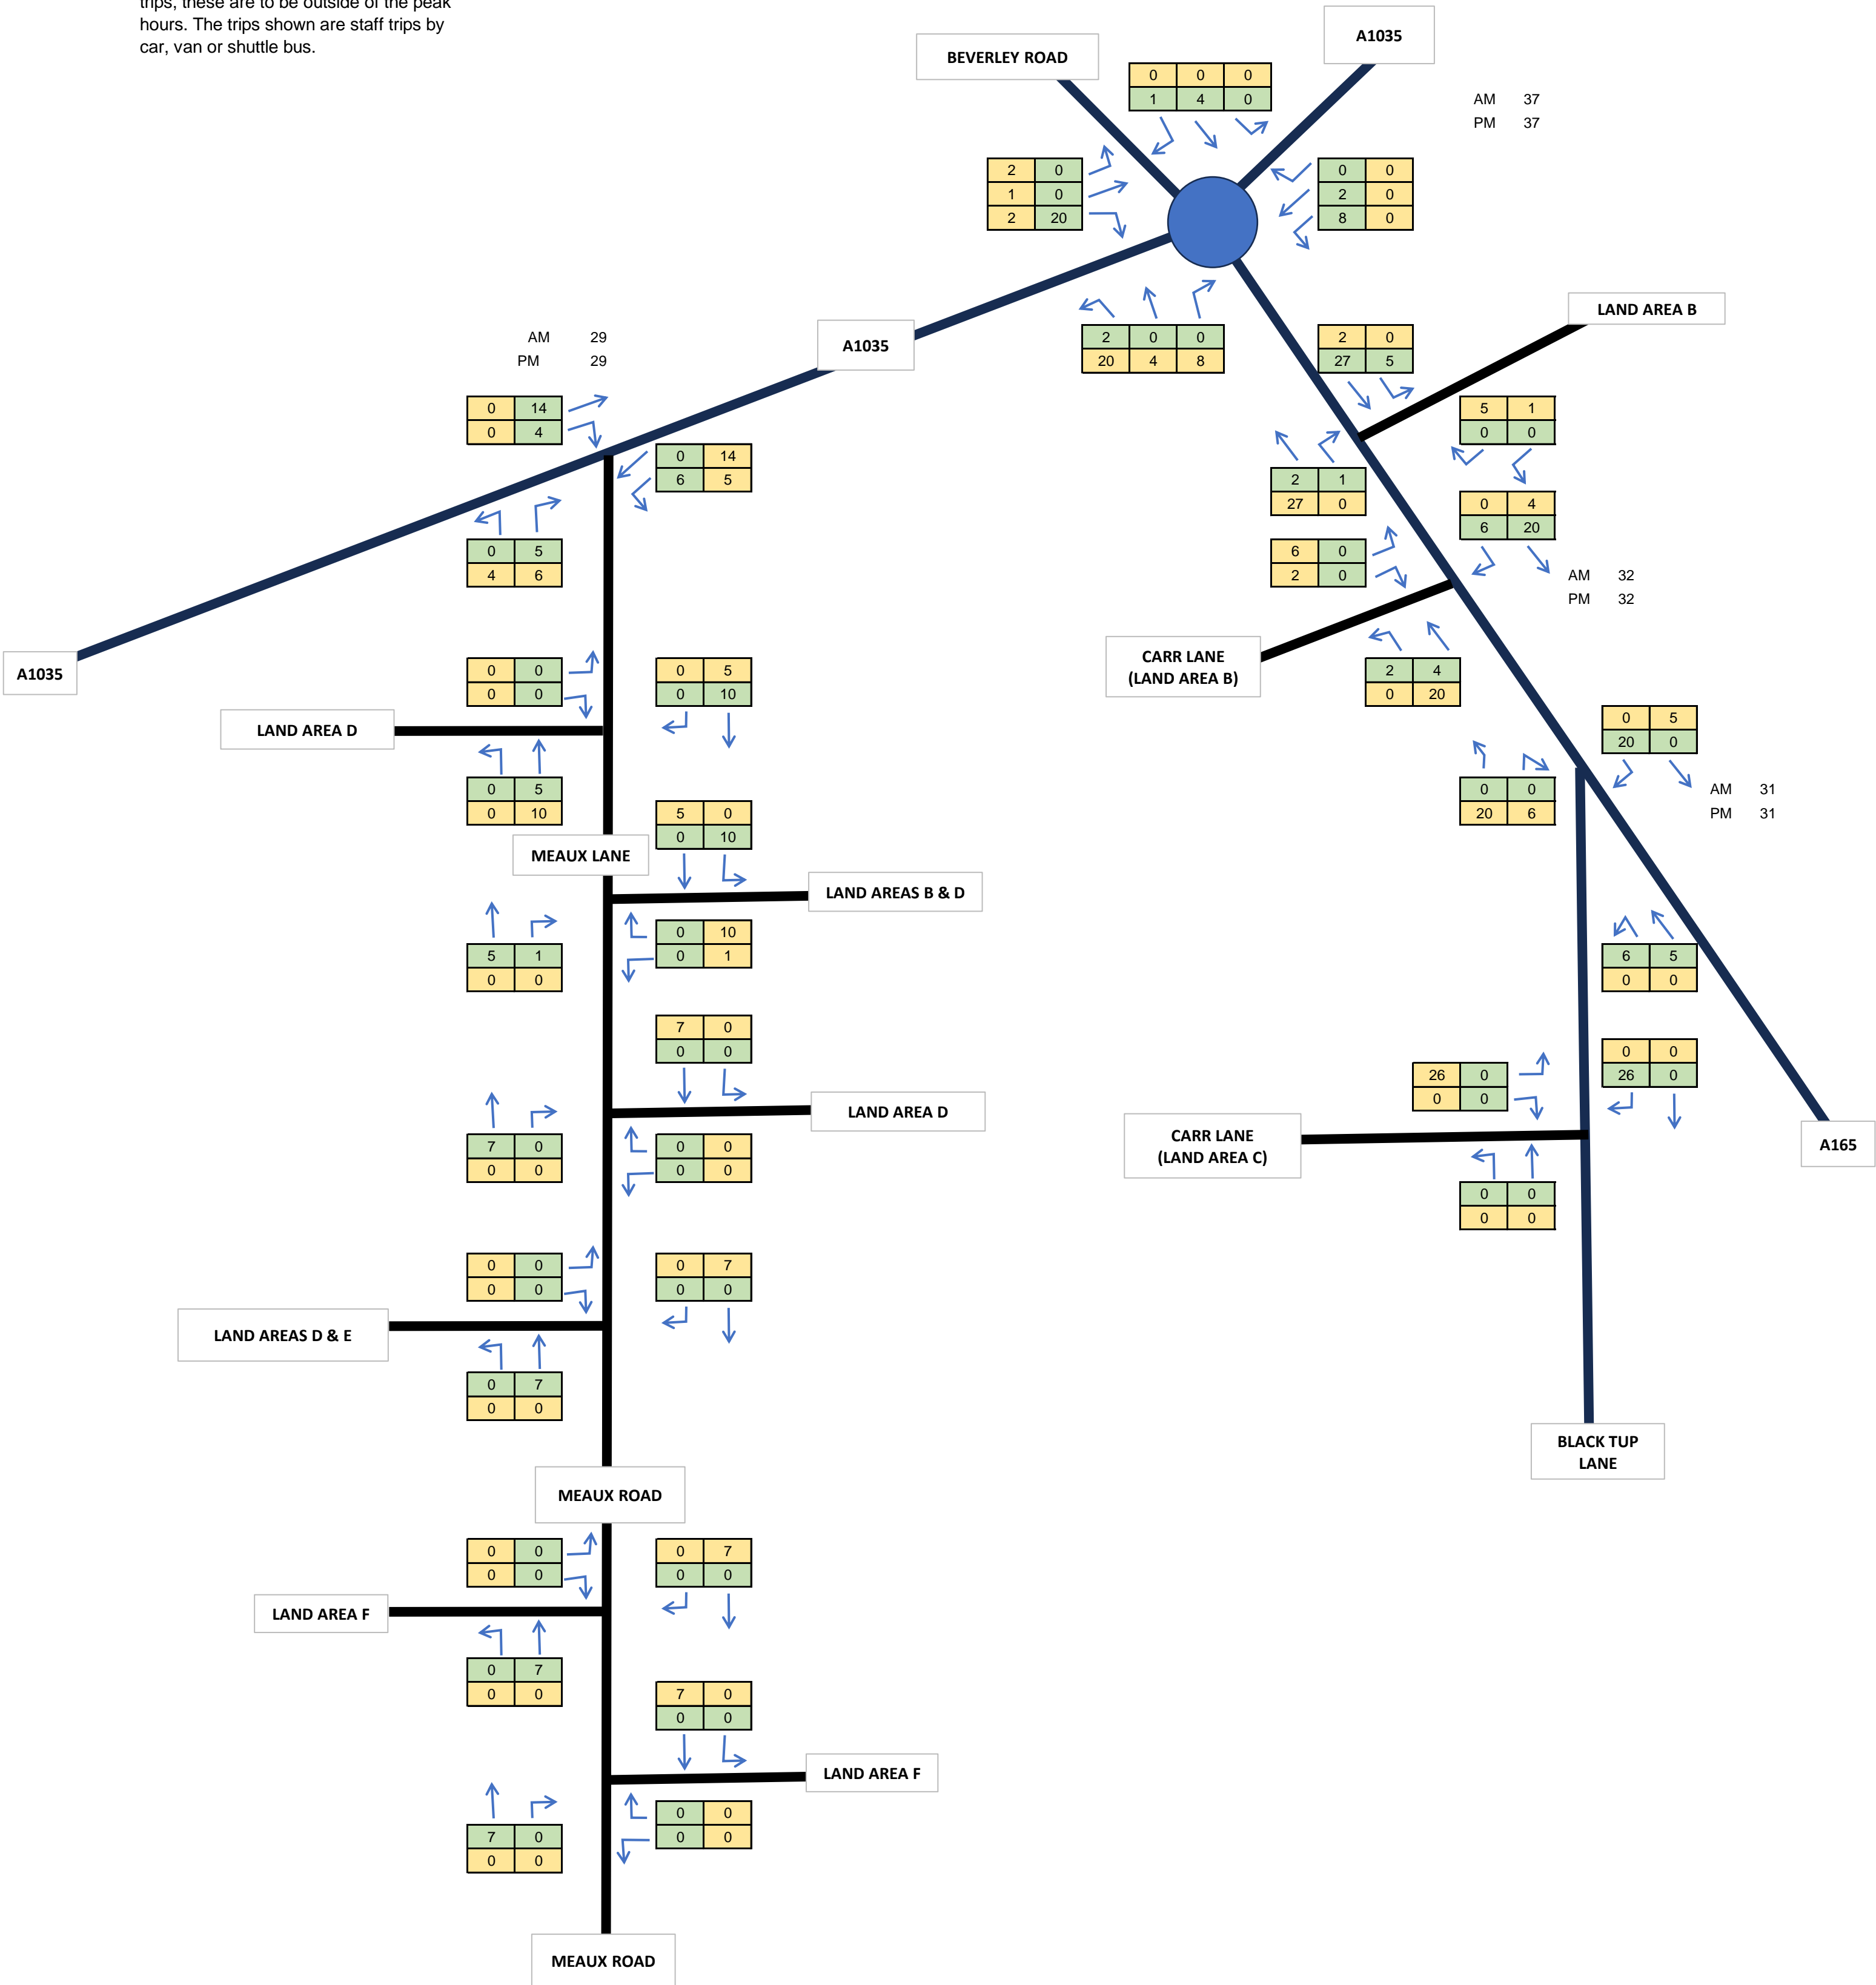 trips, these are to be outside of the peak
hours. The trips shown are staff trips by
car, van or shuttle bus.
A1035
BEVERLEY ROAD
0 0 0
1 4 0
AM 37
PM 37
2 0
1 0
2 20
0 0
2 0
8 0
LAND AREA B
A1035
AM 29
PM 29
2 0 0
20 4 8
2 0
27 5
0 14
0 4
5 1
0 0
0 14
6 5
2 1
27 0
0 4
6 20
0 5
4 6
6 0
2 0
AM 32
PM 32
A1035
CARR LANE
(LAND AREA B)
2 4
0 20
0 0
0 0
0 5
0 10
LAND AREA D
0 5
20 0
0 5
0 10
0 0
20 6
AM 31
PM 31
5 0
0 10
MEAUX LANE
LAND AREAS B & D
5 1
0 0
0 10
0 1
6 5
0 0
7 0
0 0
26 0
0 0
0 0
26 0
LAND AREA D
CARR LANE
(LAND AREA C)
A165
7 0
0 0
0 0
0 0
0 0
0 0
0 0
0 0
0 7
0 0
LAND AREAS D & E
0 7
0 0
BLACK TUP
LANE
MEAUX ROAD
0 0
0 0
0 7
0 0
LAND AREA F
0 7
0 0
7 0
0 0
LAND AREA F
7 0
0 0
0 0
0 0
MEAUX ROAD